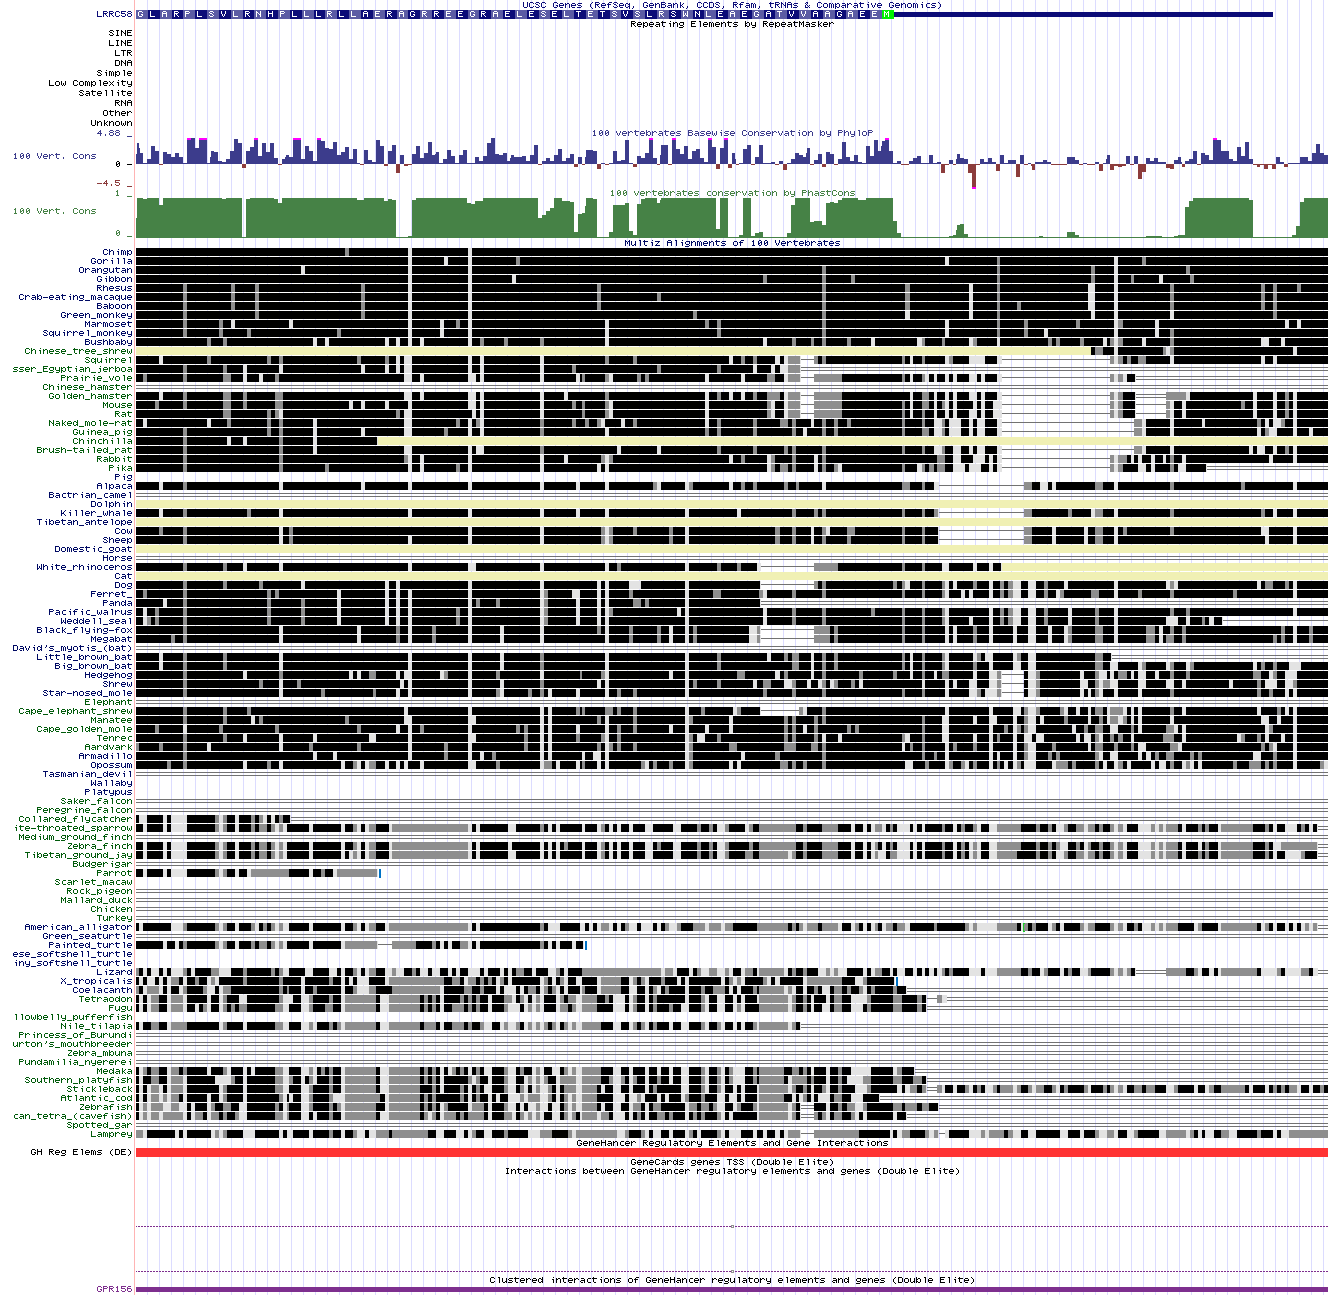 UCSC Genes (RefSeq, GenBank, CCDS, Rfam, tRNAs & Comparative Genomics)
LRRC58 G L A R P L S V L R N H P L L L R L L A E R A G R R E E G R A E L E S E L T E T S V S L R S W N L E A E G A T V V A A G A E E M
Repeating Elements by RepeatMasker
SINE
LINE
LTR
DNA
Simple
Low Complexity
Satellite
RNA
Other
Unknown
4.88 _
100 vertebrates Basewise Conservation by PhyloP
100 Vert. Cons
0 _
-4.5 _
100 vertebrates conservation by PhastCons
1 _
100 Vert. Cons
0 _
Multiz Alignments of 100 Vertebrates
Chimp
Gorilla
Orangutan
Gibbon
Rhesus
Crab-eating_macaque
Baboon
Green_monkey
Marmoset
Squirrel_monkey
Bushbaby
Chinese_tree_shrew
Squirrel
sser_Egyptian_jerboa
Prairie_vole
Chinese_hamster
Golden_hamster
Mouse
Rat
Naked_mole-rat
Guinea_pig
Chinchilla
Brush-tailed_rat
Rabbit
Pika
Pig
Alpaca
Bactrian_camel
Dolphin
Killer_whale
Tibetan_antelope
Cow
Sheep
Domestic_goat
Horse
White_rhinoceros
Cat
Dog
Ferret_
Panda
Pacific_walrus
Weddell_seal
Black_flying-fox
Megabat
David's_myotis_(bat)
Little_brown_bat
Big_brown_bat
Hedgehog
Shrew
Star-nosed_mole
Elephant
Cape_elephant_shrew
Manatee
Cape_golden_mole
Tenrec
Aardvark
Armadillo
Opossum
Tasmanian_devil
Wallaby
Platypus
Saker_falcon
Peregrine_falcon
Collared_flycatcher
ite-throated_sparrow
Medium_ground_finch
Zebra_finch
Tibetan_ground_jay
Budgerigar
Parrot
Scarlet_macaw
Rock_pigeon
Mallard_duck
Chicken
Turkey
American_alligator
Green_seaturtle
Painted_turtle
ese_softshell_turtle
iny_softshell_turtle
Lizard
X_tropicalis
Coelacanth
Tetraodon
Fugu
llowbelly_pufferfish
Nile_tilapia
Princess_of_Burundi
urton's_mouthbreeder
Zebra_mbuna
Pundamilia_nyererei
Medaka
Southern_platyfish
Stickleback
Atlantic_cod
Zebrafish
can_tetra_(cavefish)
Spotted_gar
Lamprey
GeneHancer Regulatory Elements and Gene Interactions
GH Reg Elems (DE)
GeneCards genes TSS (Double Elite)
Interactions between GeneHancer regulatory elements and genes (Double Elite)
Clustered interactions of GeneHancer regulatory elements and genes (Double Elite)
GPR156